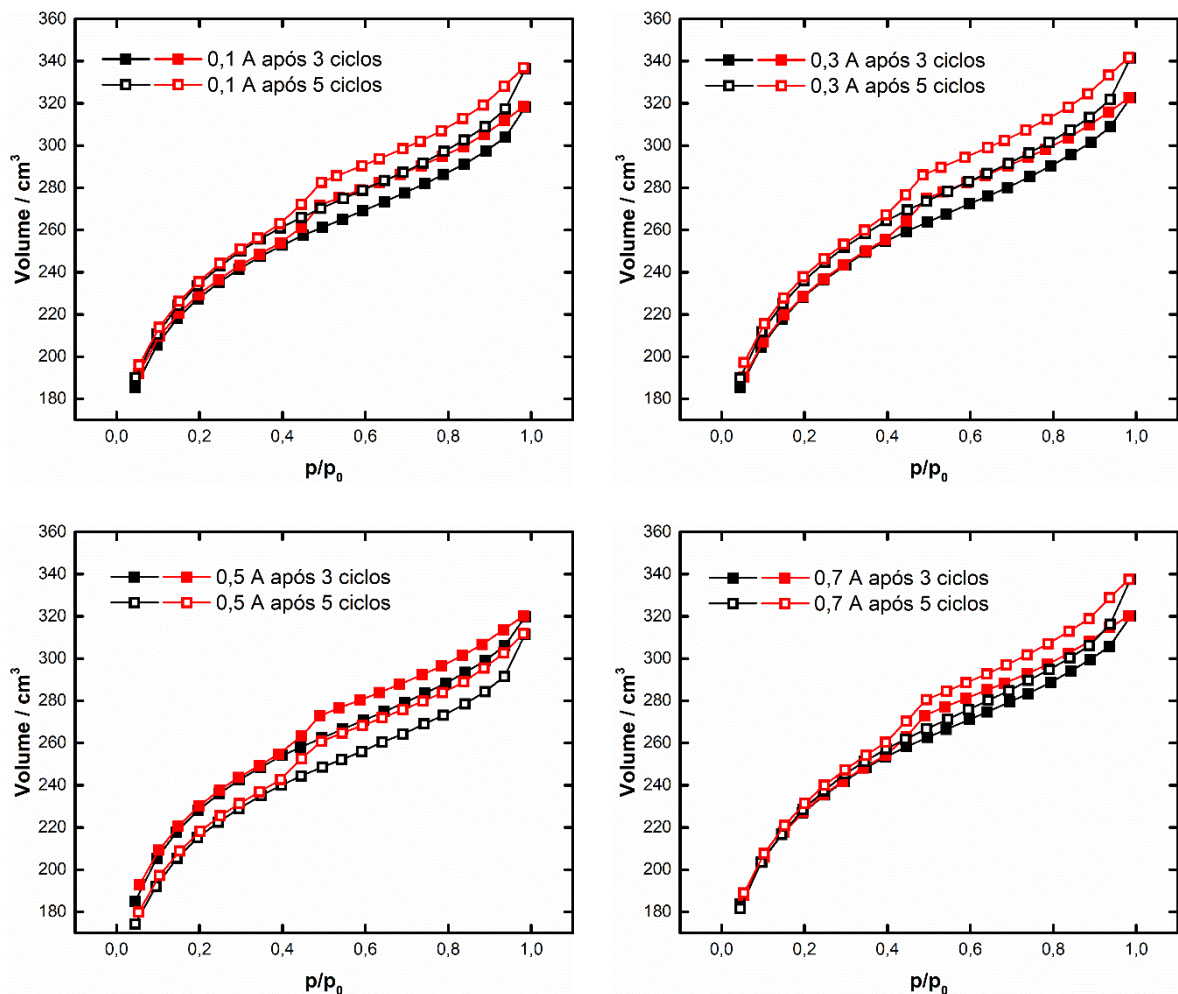 360
340
320
300
280
260
240
220
200
180
Volume / cm³
0,1 A após 3 ciclos
0,1 A após 5 ciclos
0,0 0,2 0,4 0,6 0,8 1,0
p/p₀
360
340
320
300
280
260
240
220
200
180
Volume / cm³
0,3 A após 3 ciclos
0,3 A após 5 ciclos
0,0 0,2 0,4 0,6 0,8 1,0
p/p₀
360
340
320
300
280
260
240
220
200
180
Volume / cm³
0,5 A após 3 ciclos
0,5 A após 5 ciclos
0,0 0,2 0,4 0,6 0,8 1,0
p/p₀
360
340
320
300
280
260
240
220
200
180
Volume / cm³
0,7 A após 3 ciclos
0,7 A após 5 ciclos
0,0 0,2 0,4 0,6 0,8 1,0
p/p₀